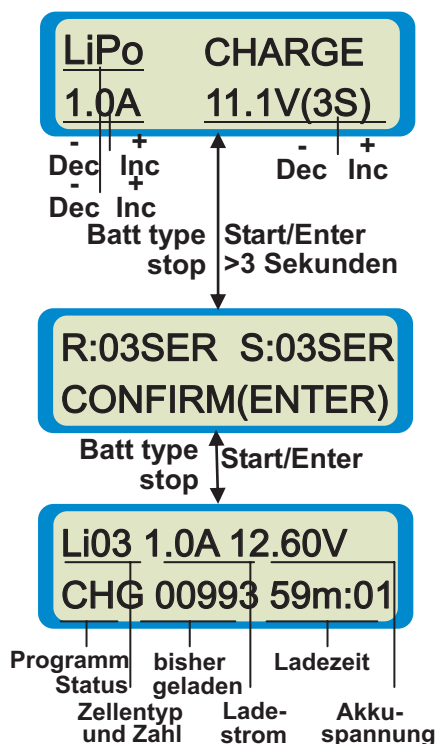 LiPo CHARGE
1.0A 11.1V(3S)
- + - +
Dec Inc Dec Inc
- +
Dec Inc
Batt type Start/Enter
stop >3 Sekunden
R:03SER S:03SER
CONFIRM(ENTER)
Batt type Start/Enter
stop
Li03 1.0A 12.60V
CHG 00993 59m:01
Programm bisher Ladezeit
Status geladen
Zellentyp Lade- Akku-
und Zahl strom spannung